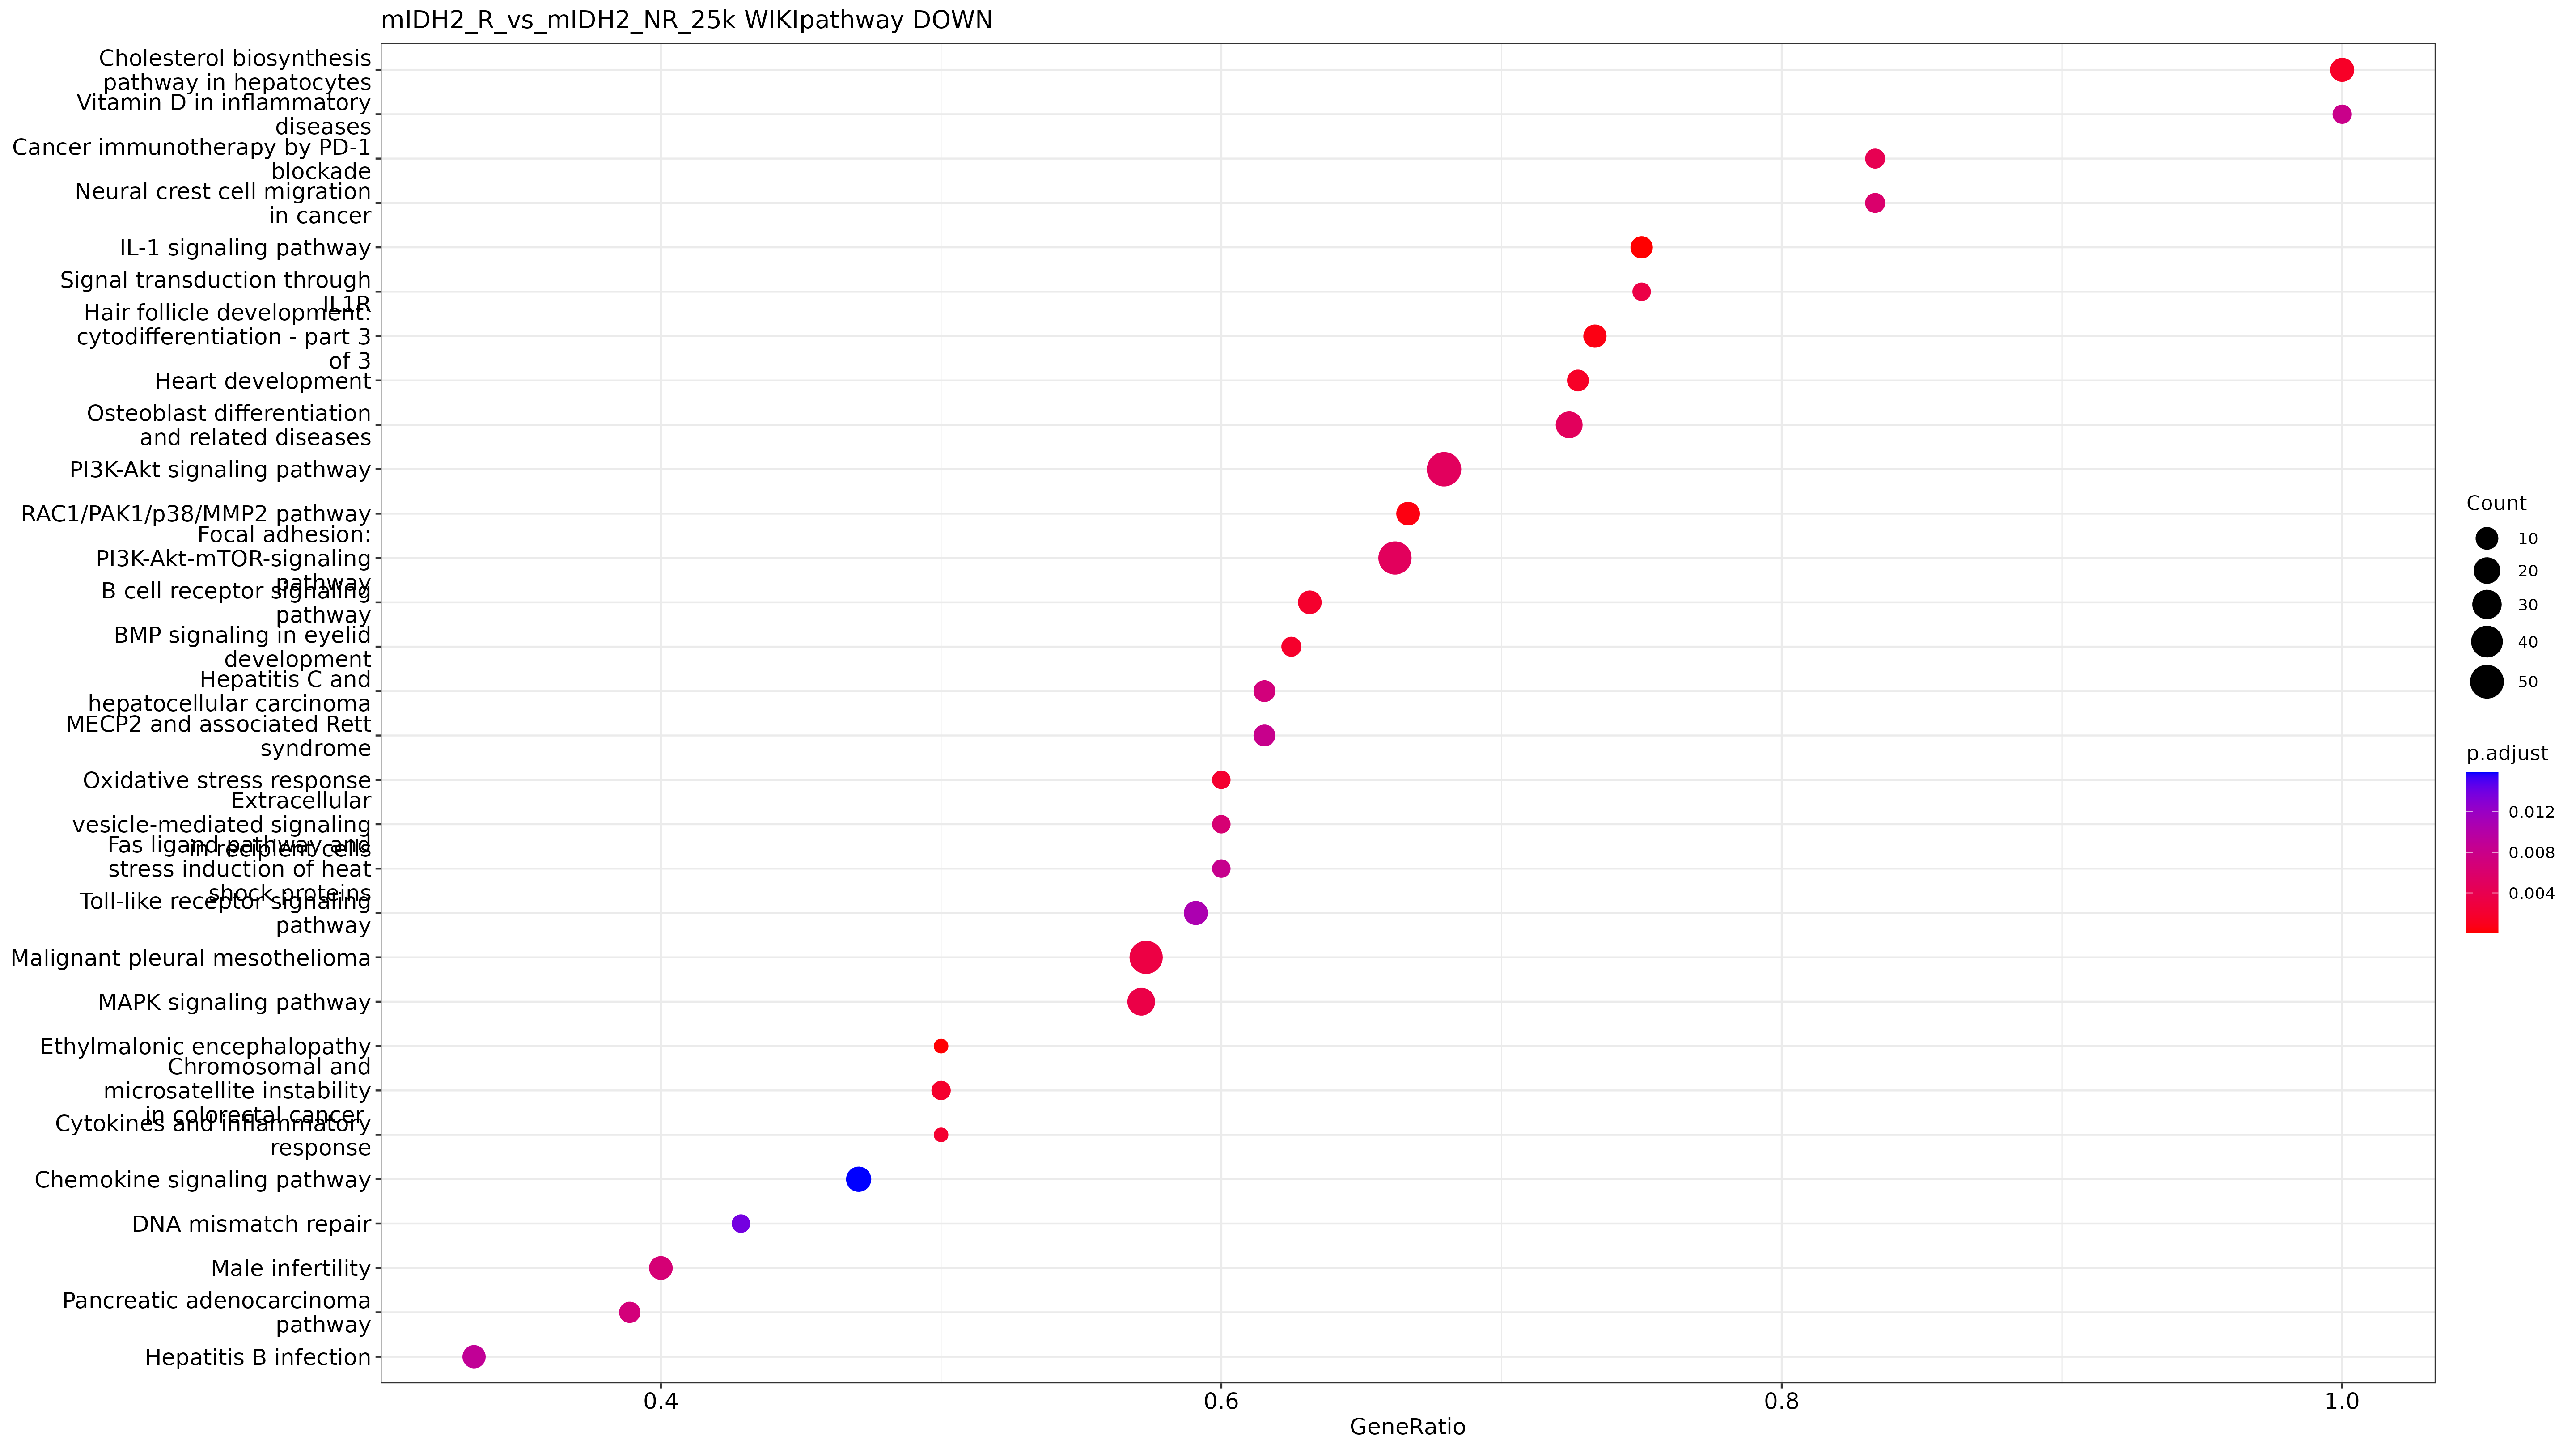 mIDH2_R_vs_mIDH2_NR_25k WIKIpathway DOWN
Cholesterol biosynthesis
pathway in hepatocytes
Vitamin D in inflammatory
diseases
Cancer immunotherapy by PD-1
blockade
Neural crest cell migration
in cancer
IL-1 signaling pathway
Signal transduction through
IL1R
Hair follicle development:
cytodifferentiation - part 3
of 3
Heart development
Osteoblast differentiation
and related diseases
PI3K-Akt signaling pathway
RAC1/PAK1/p38/MMP2 pathway
Focal adhesion:
PI3K-Akt-mTOR-signaling
pathway
B cell receptor signaling
pathway
BMP signaling in eyelid
development
Hepatitis C and
hepatocellular carcinoma
MECP2 and associated Rett
syndrome
Oxidative stress response
Extracellular
vesicle-mediated signaling
in recipient cells
Fas ligand pathway and
stress induction of heat
shock proteins
Toll-like receptor signaling
pathway
Malignant pleural mesothelioma
MAPK signaling pathway
Ethylmalonic encephalopathy
Chromosomal and
microsatellite instability
in colorectal cancer
Cytokines and inflammatory
response
Chemokine signaling pathway
DNA mismatch repair
Male infertility
Pancreatic adenocarcinoma
pathway
Hepatitis B infection
0.4
0.6
0.8
1.0
GeneRatio
Count
10
20
30
40
50
p.adjust
0.012
0.008
0.004